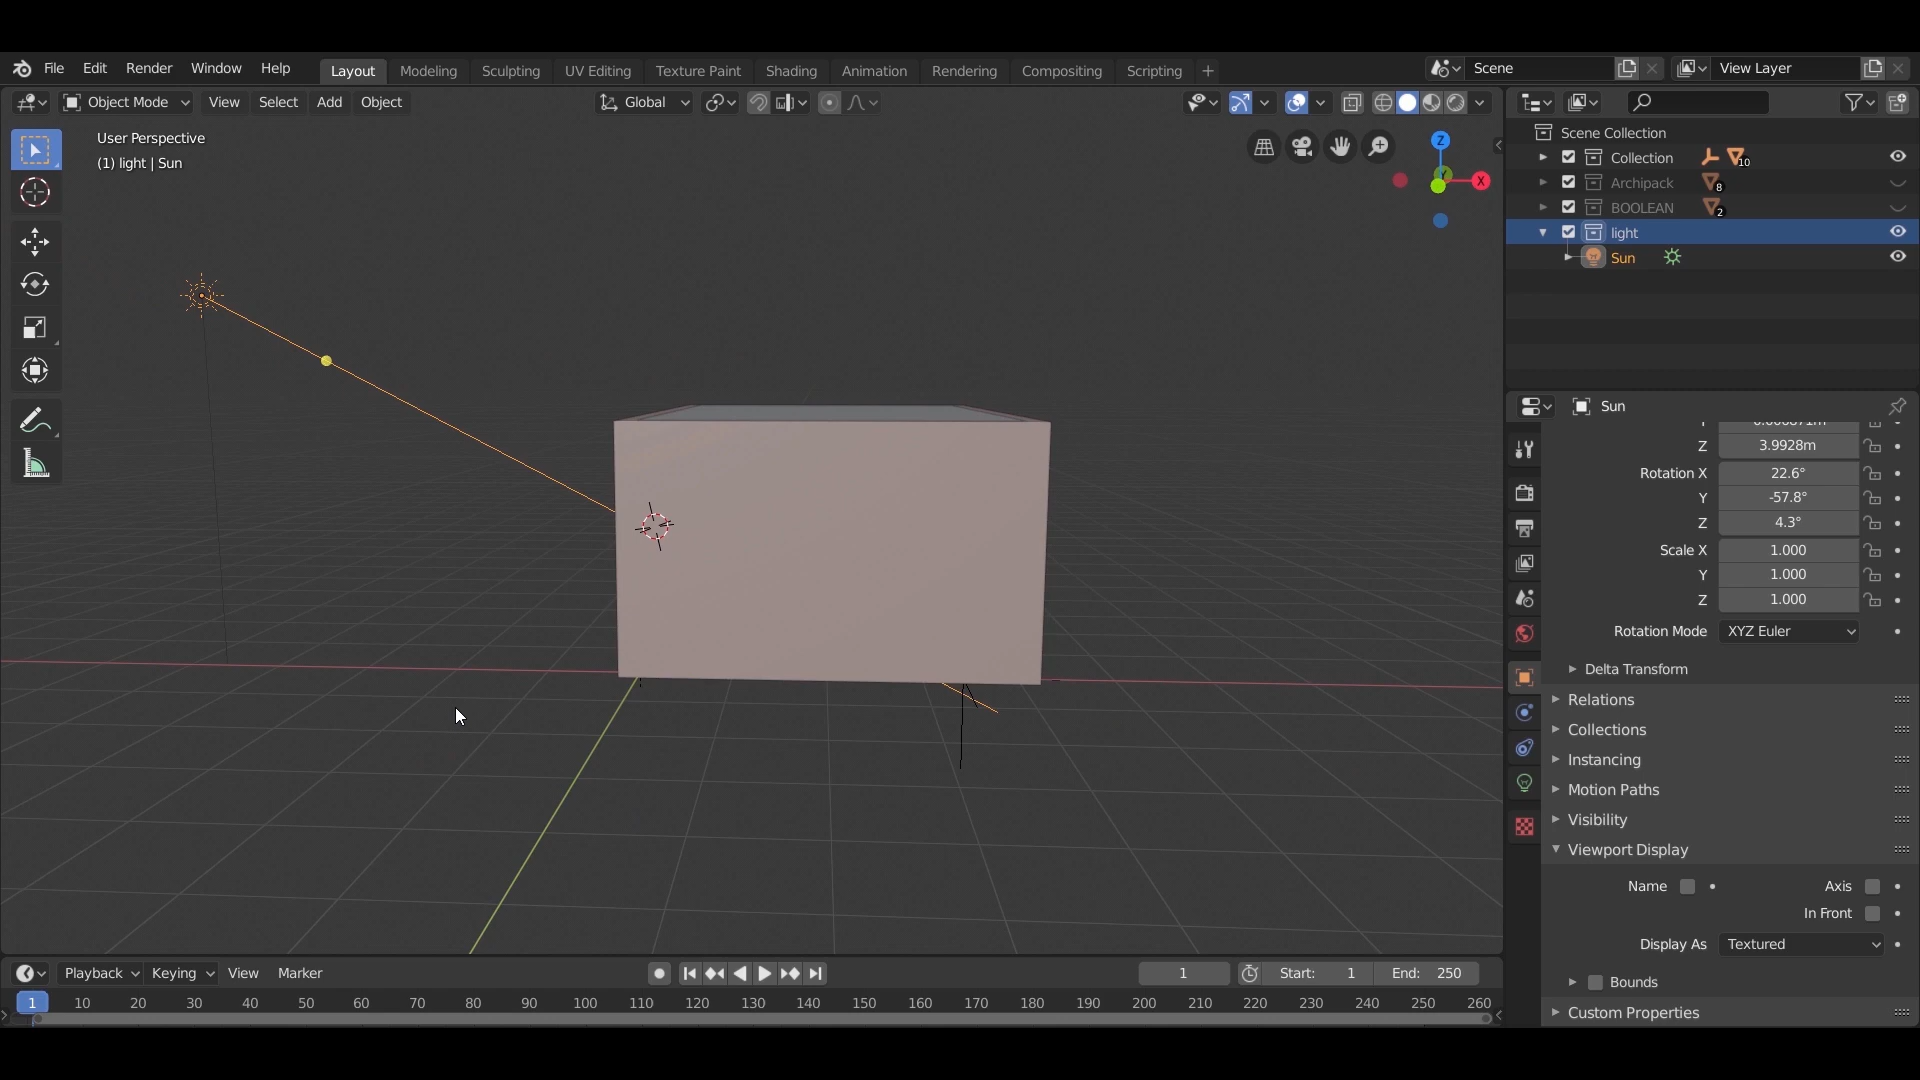 File Edit Render Window Help Layout Modeling Sculpting UV Editing Texture Paint Shading Animation Rendering Compositing Scripting + Scene View Layer
Object Mode View Select Add Object Global
User Perspective
(1) light | Sun
Z
Y
X
Scene Collection
Collection 10
Archipack 8
BOOLEAN 2
light
Sun
Sun
Z 3.9928m
Rotation X 22.6°
Y -57.8°
Z 4.3°
Scale X 1.000
Y 1.000
Z 1.000
Rotation Mode XYZ Euler
Delta Transform
Relations
Collections
Instancing
Motion Paths
Visibility
Viewport Display
Name Axis
In Front
Display As Textured
Bounds
Custom Properties
Playback Keying View Marker 1 Start: 1 End: 250
1 10 20 30 40 50 60 70 80 90 100 110 120 130 140 150 160 170 180 190 200 210 220 230 240 250 260